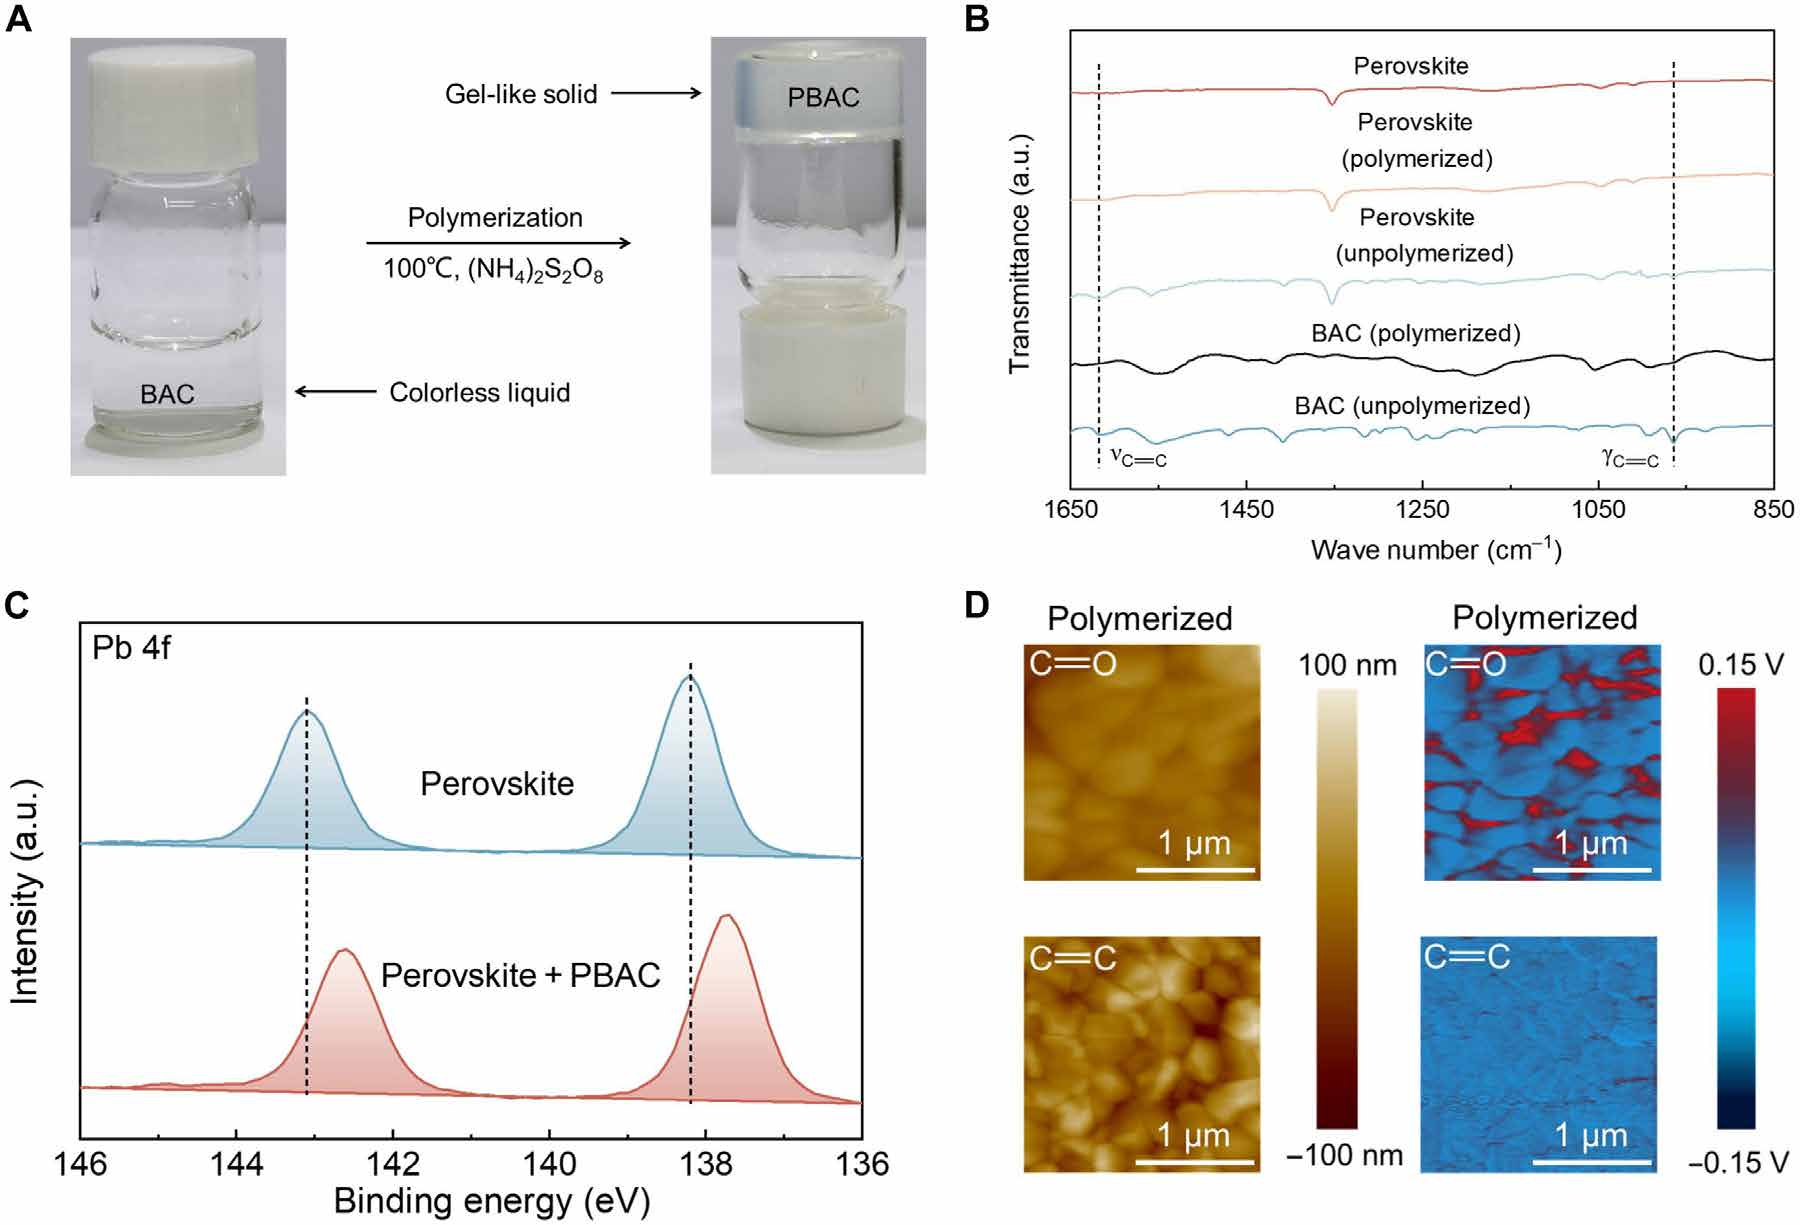 A
BAC
Colorless liquid
Polymerization
100℃, (NH₄)₂S₂O₈
Gel-like solid
PBAC
B
Transmittance (a.u.)
Perovskite
Perovskite
(polymerized)
Perovskite
(unpolymerized)
BAC (polymerized)
BAC (unpolymerized)
νC=C
γC=C
1650 1450 1250 1050 850
Wave number (cm⁻¹)
C
Pb 4f
Intensity (a.u.)
Perovskite
Perovskite + PBAC
146 144 142 140 138 136
Binding energy (eV)
D
Polymerized
C=O
1 µm
100 nm
−100 nm
Polymerized
C=O
1 µm
0.15 V
−0.15 V
C=C
1 µm
C=C
1 µm